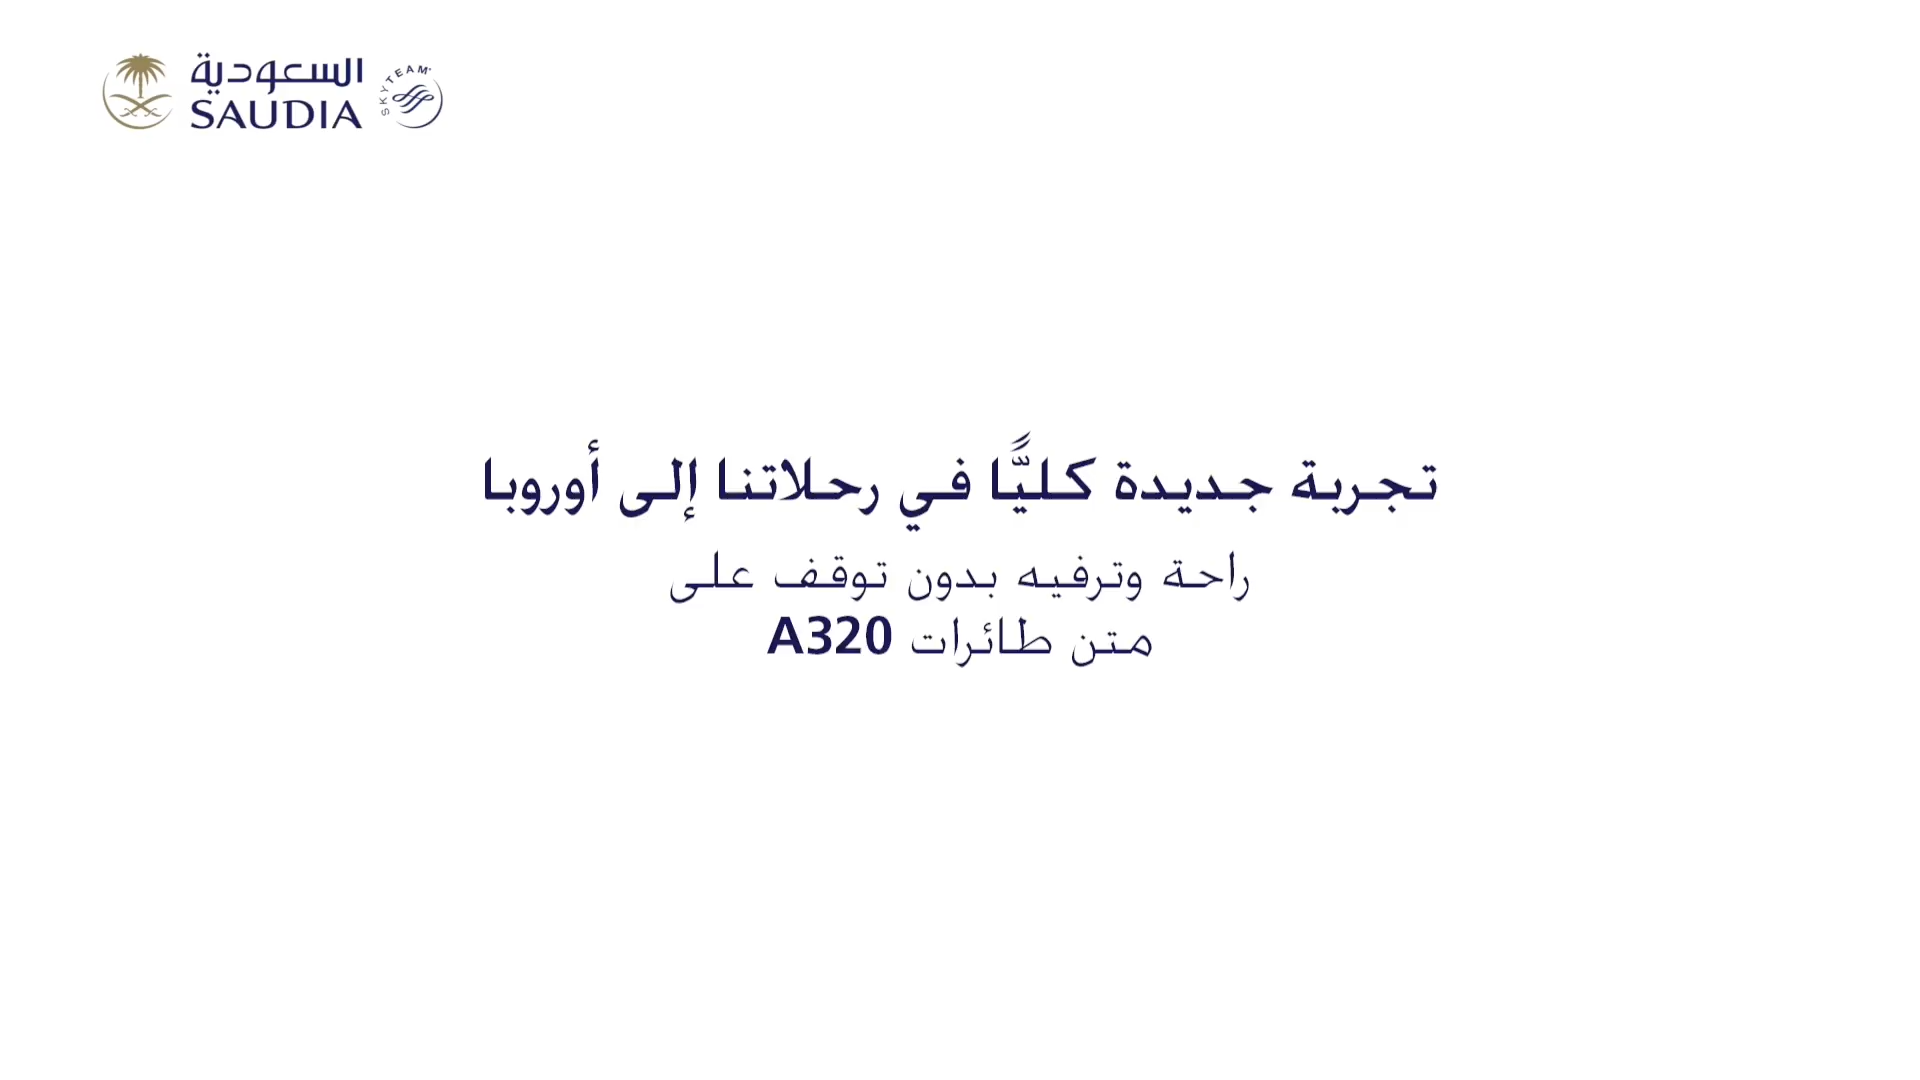 السعودية
SAUDIA
SKYTEAM
تجربة جديدة كليًّا في رحلاتنا إلى أوروبا
راحة وترفيه بدون توقف على
متن طائرات A320